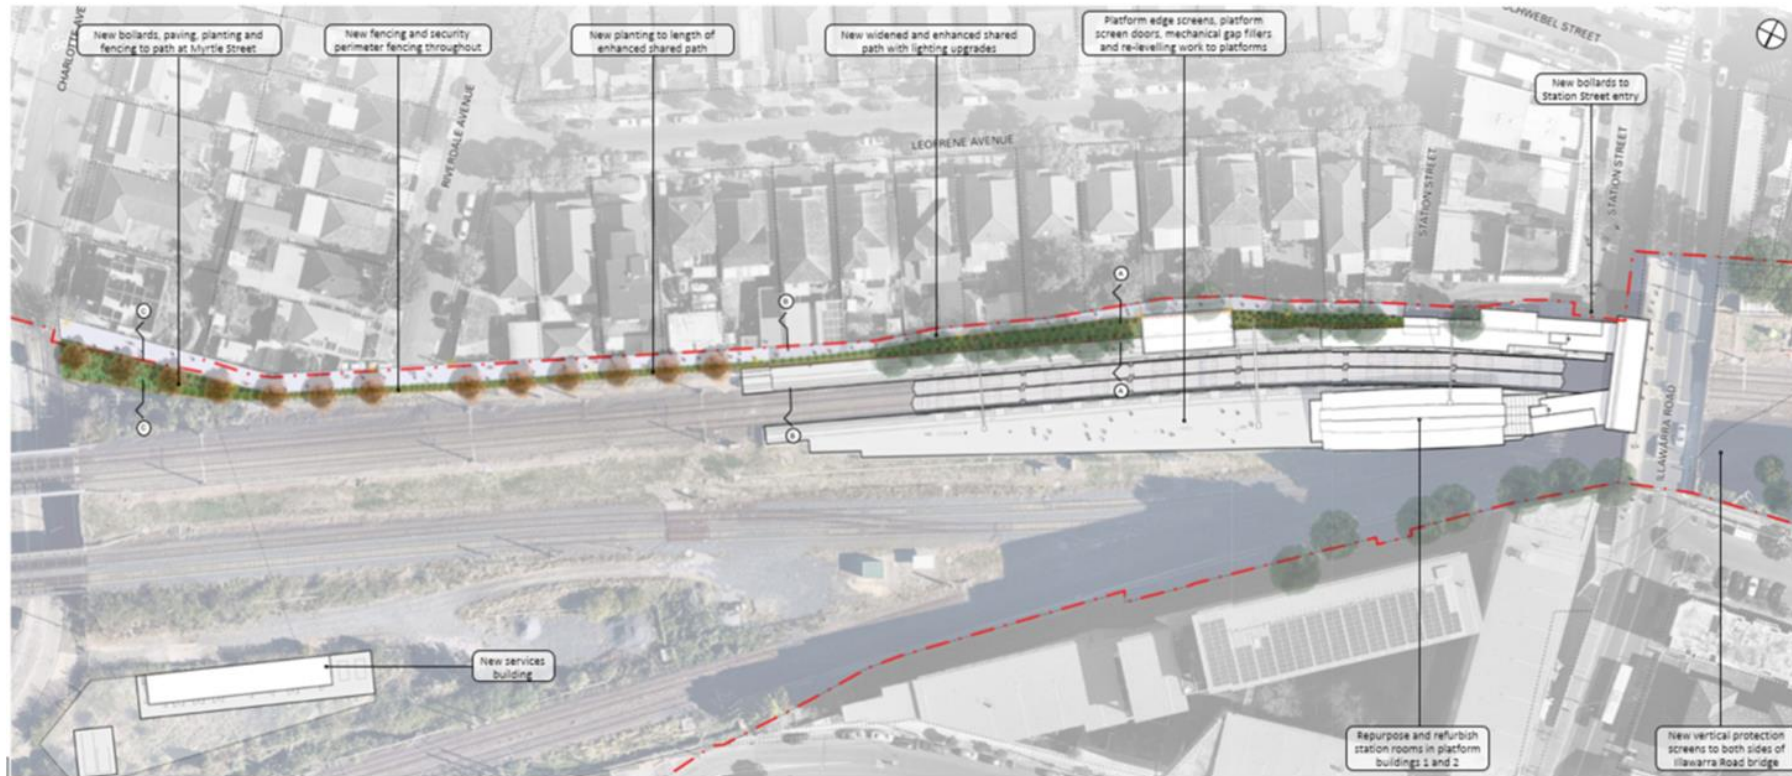 New bollards, paving, planting and
fencing to path at Myrtle Street
New fencing and security
perimeter fencing throughout
New planting to length of
enhanced shared path
New widened and enhanced shared
path with lighting upgrades
Platform edge screens, platform
screen doors, mechanical gap fillers
and re-levelling work to platforms
New bollards to
Station Street entry
CHARLOTTE AVE
RIVERDALE AVENUE
LEOFRENE AVENUE
SCHWEBEL STREET
STATION STREET
STATION STREET
ILLAWARRA ROAD
C
C
B
B
A
A
New services
building
Repurpose and refurbish
station rooms in platform
buildings 1 and 2
New vertical protection
screens to both sides of
Illawarra Road bridge